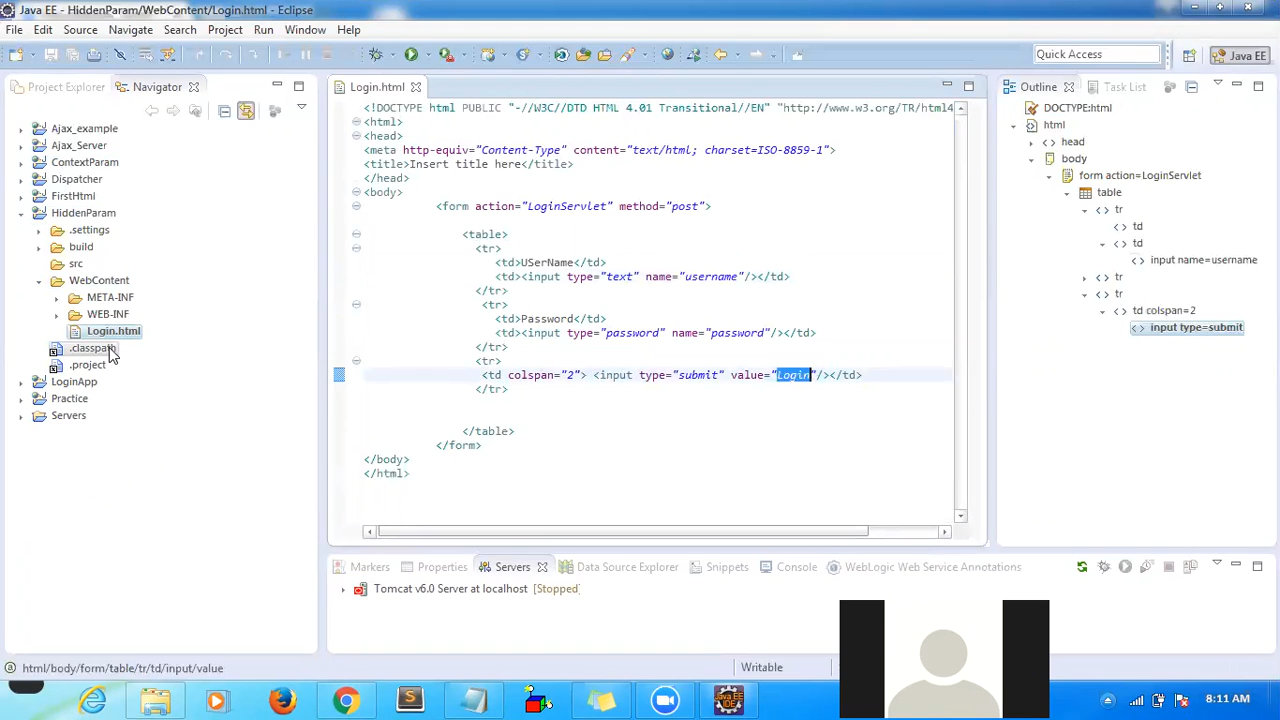 Java EE - HiddenParam/WebContent/Login.html - Eclipse
File Edit Source Navigate Search Project Run Window Help
Quick Access
Java EE
Project Explorer
Navigator
Ajax_example
Ajax_Server
ContextParam
Dispatcher
FirstHtml
HiddenParam
.settings
build
src
WebContent
META-INF
WEB-INF
Login.html
.classpath
.project
LoginApp
Practice
Servers
Login.html
<!DOCTYPE html PUBLIC "-//W3C//DTD HTML 4.01 Transitional//EN" "http://www.w3.org/TR/html4
<html>
<head>
<meta http-equiv="Content-Type" content="text/html; charset=ISO-8859-1">
<title>Insert title here</title>
</head>
<body>
<form action="LoginServlet" method="post">
<table>
<tr>
<td>USerName</td>
<td><input type="text" name="username"/></td>
</tr>
<tr>
<td>Password</td>
<td><input type="password" name="password"/></td>
</tr>
<tr>
<td colspan="2"> <input type="submit" value="Login"/></td>
</tr>
</table>
</form>
</body>
</html>
Outline
Task List
DOCTYPE:html
html
head
body
form action=LoginServlet
table
tr
td
td
input name=username
tr
tr
td colspan=2
input type=submit
Markers
Properties
Servers
Data Source Explorer
Snippets
Console
WebLogic Web Service Annotations
Tomcat v6.0 Server at localhost [Stopped]
html/body/form/table/tr/td/input/value
Writable
Java EE
IDE
8:11 AM